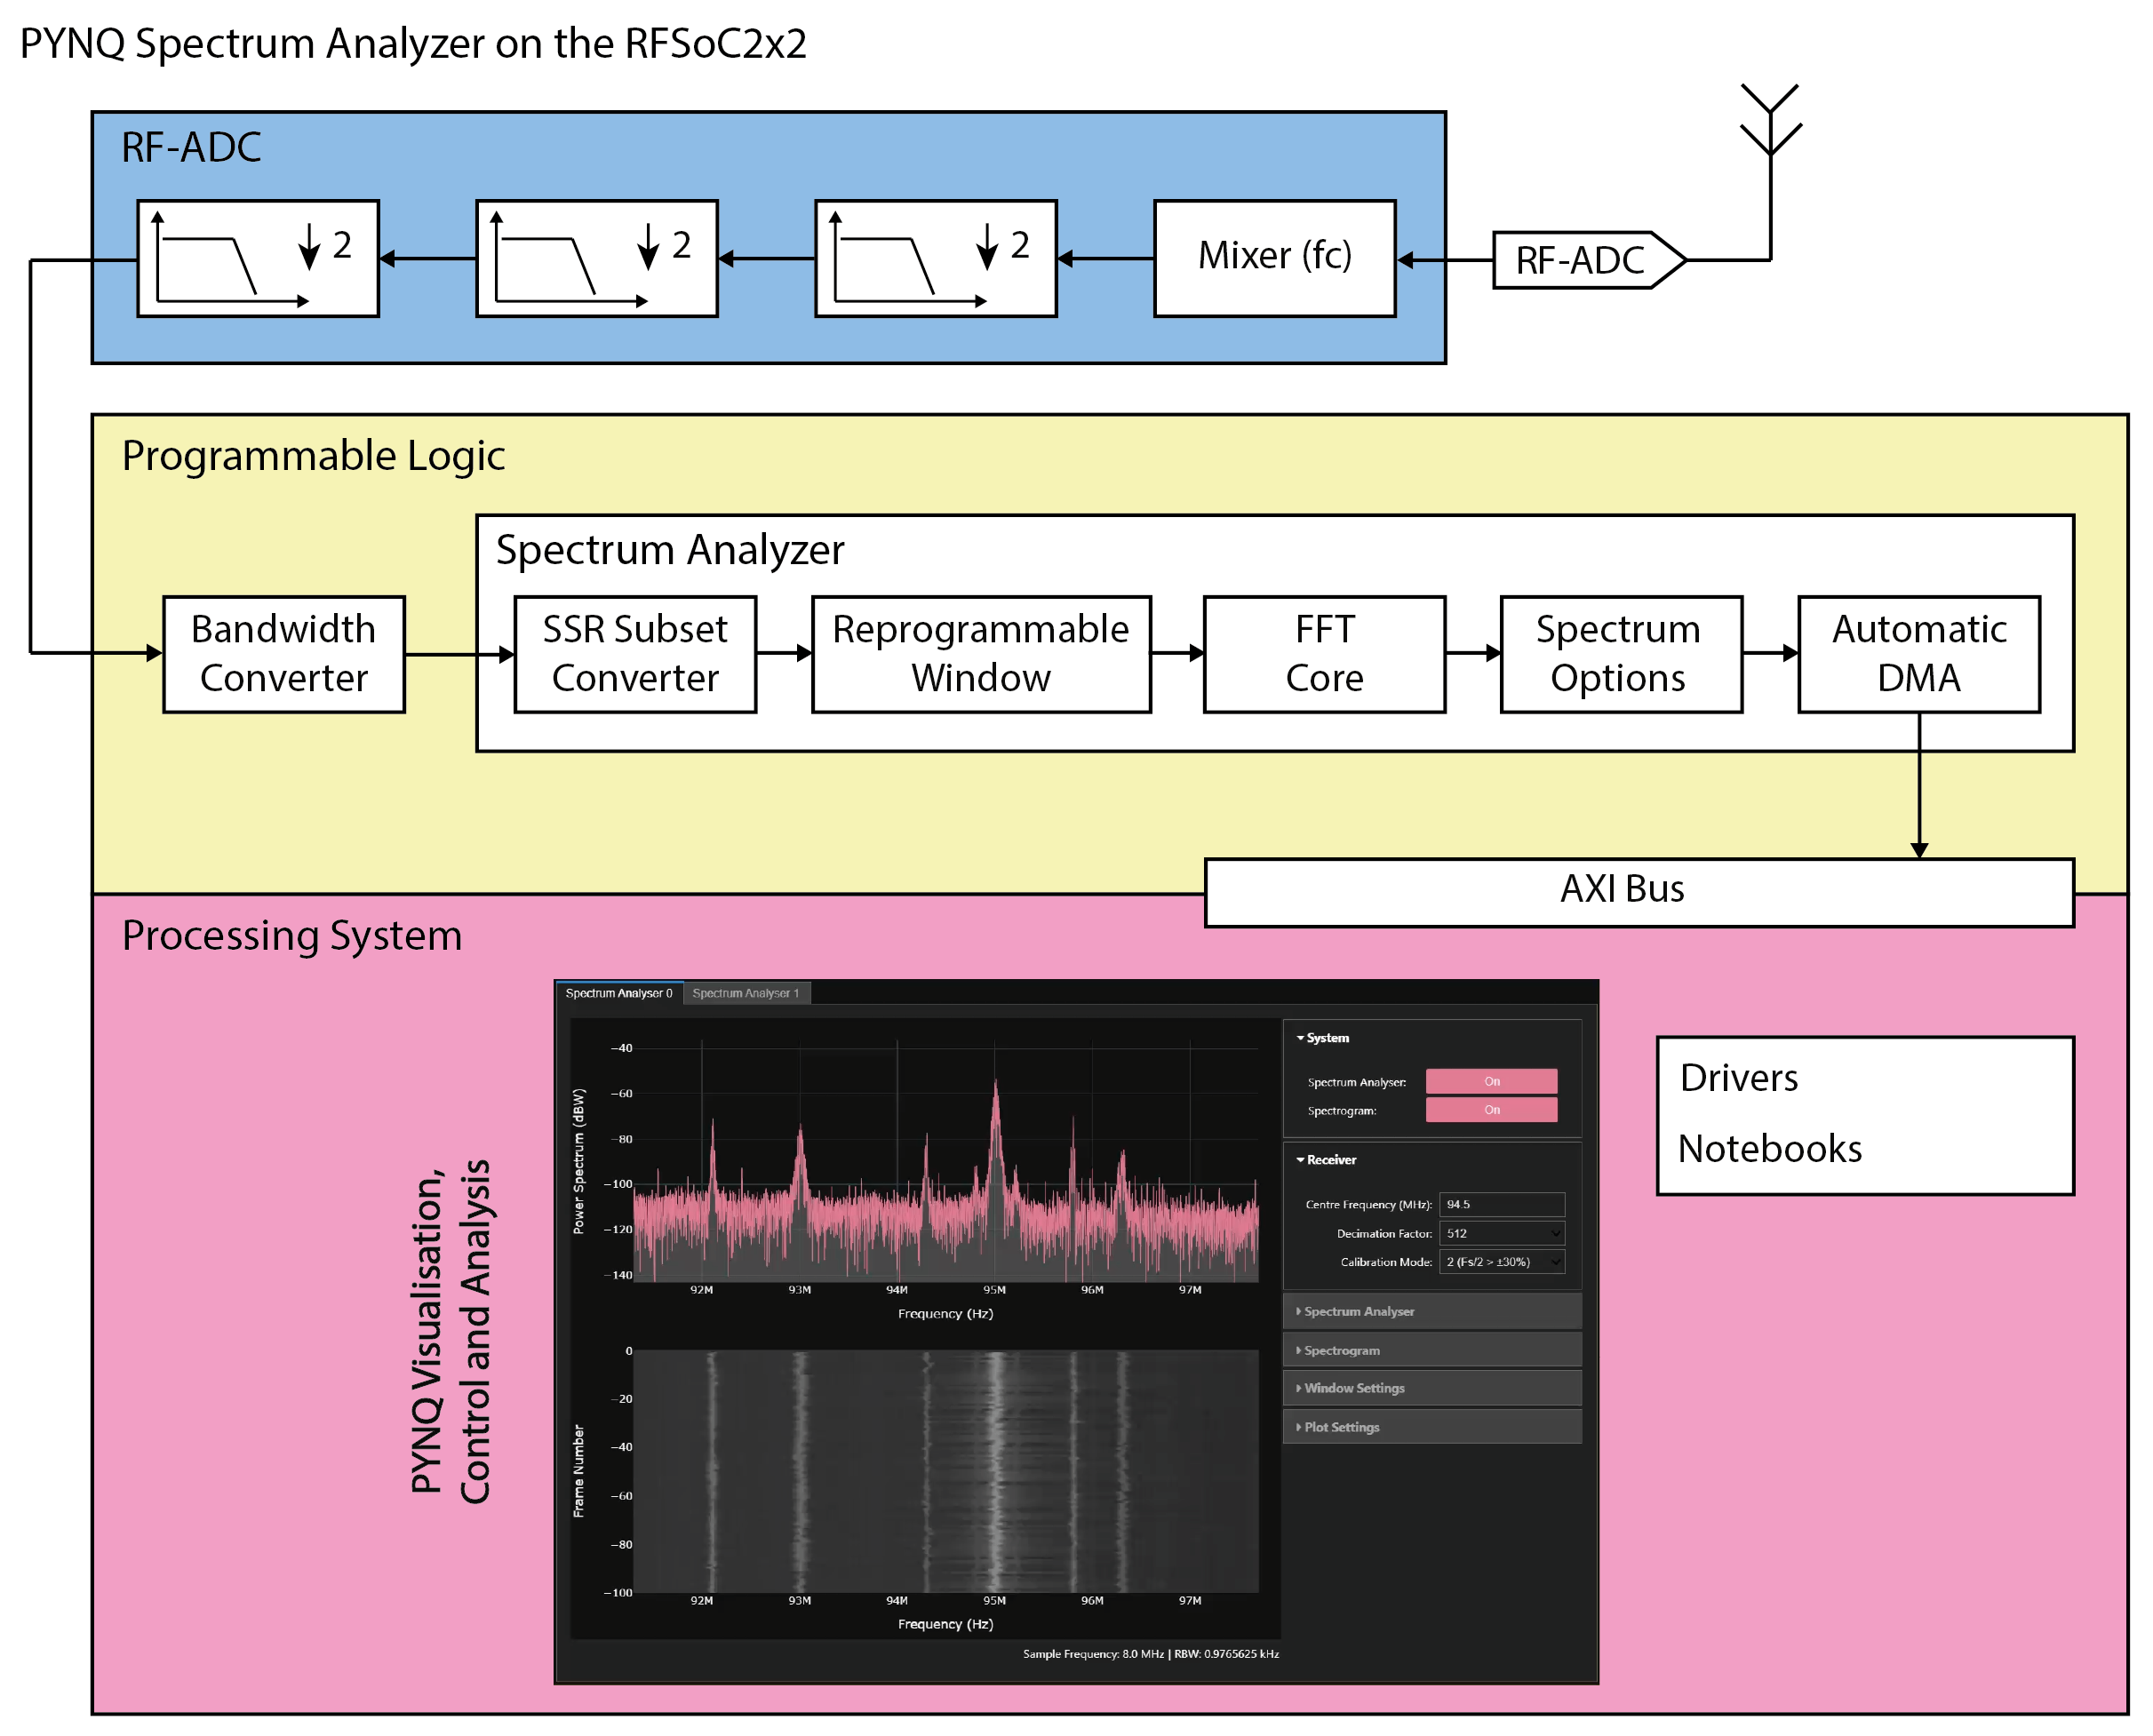 PYNQ Spectrum Analyzer on the RFSoC2x2
RF-ADC
2
2
2
Mixer (fc)
RF-ADC
Programmable Logic
Spectrum Analyzer
Bandwidth
Converter
SSR Subset
Converter
Reprogrammable
Window
FFT
Core
Spectrum
Options
Automatic
DMA
AXI Bus
Processing System
PYNQ Visualisation,
Control and Analysis
Spectrum Analyser 0
Spectrum Analyser 1
Power Spectrum (dBW)
−40
−60
−80
−100
−120
−140
92M
93M
94M
95M
96M
97M
Frequency (Hz)
Frame Number
0
−20
−40
−60
−80
−100
92M
93M
94M
95M
96M
97M
Frequency (Hz)
Sample Frequency: 8.0 MHz | RBW: 0.9765625 kHz
System
Spectrum Analyser: On
Spectrogram: On
Receiver
Centre Frequency (MHz): 94.5
Decimation Factor: 512
Calibration Mode: 2 (Fs/2 > ±30%)
Spectrum Analyser
Spectrogram
Window Settings
Plot Settings
Drivers
Notebooks